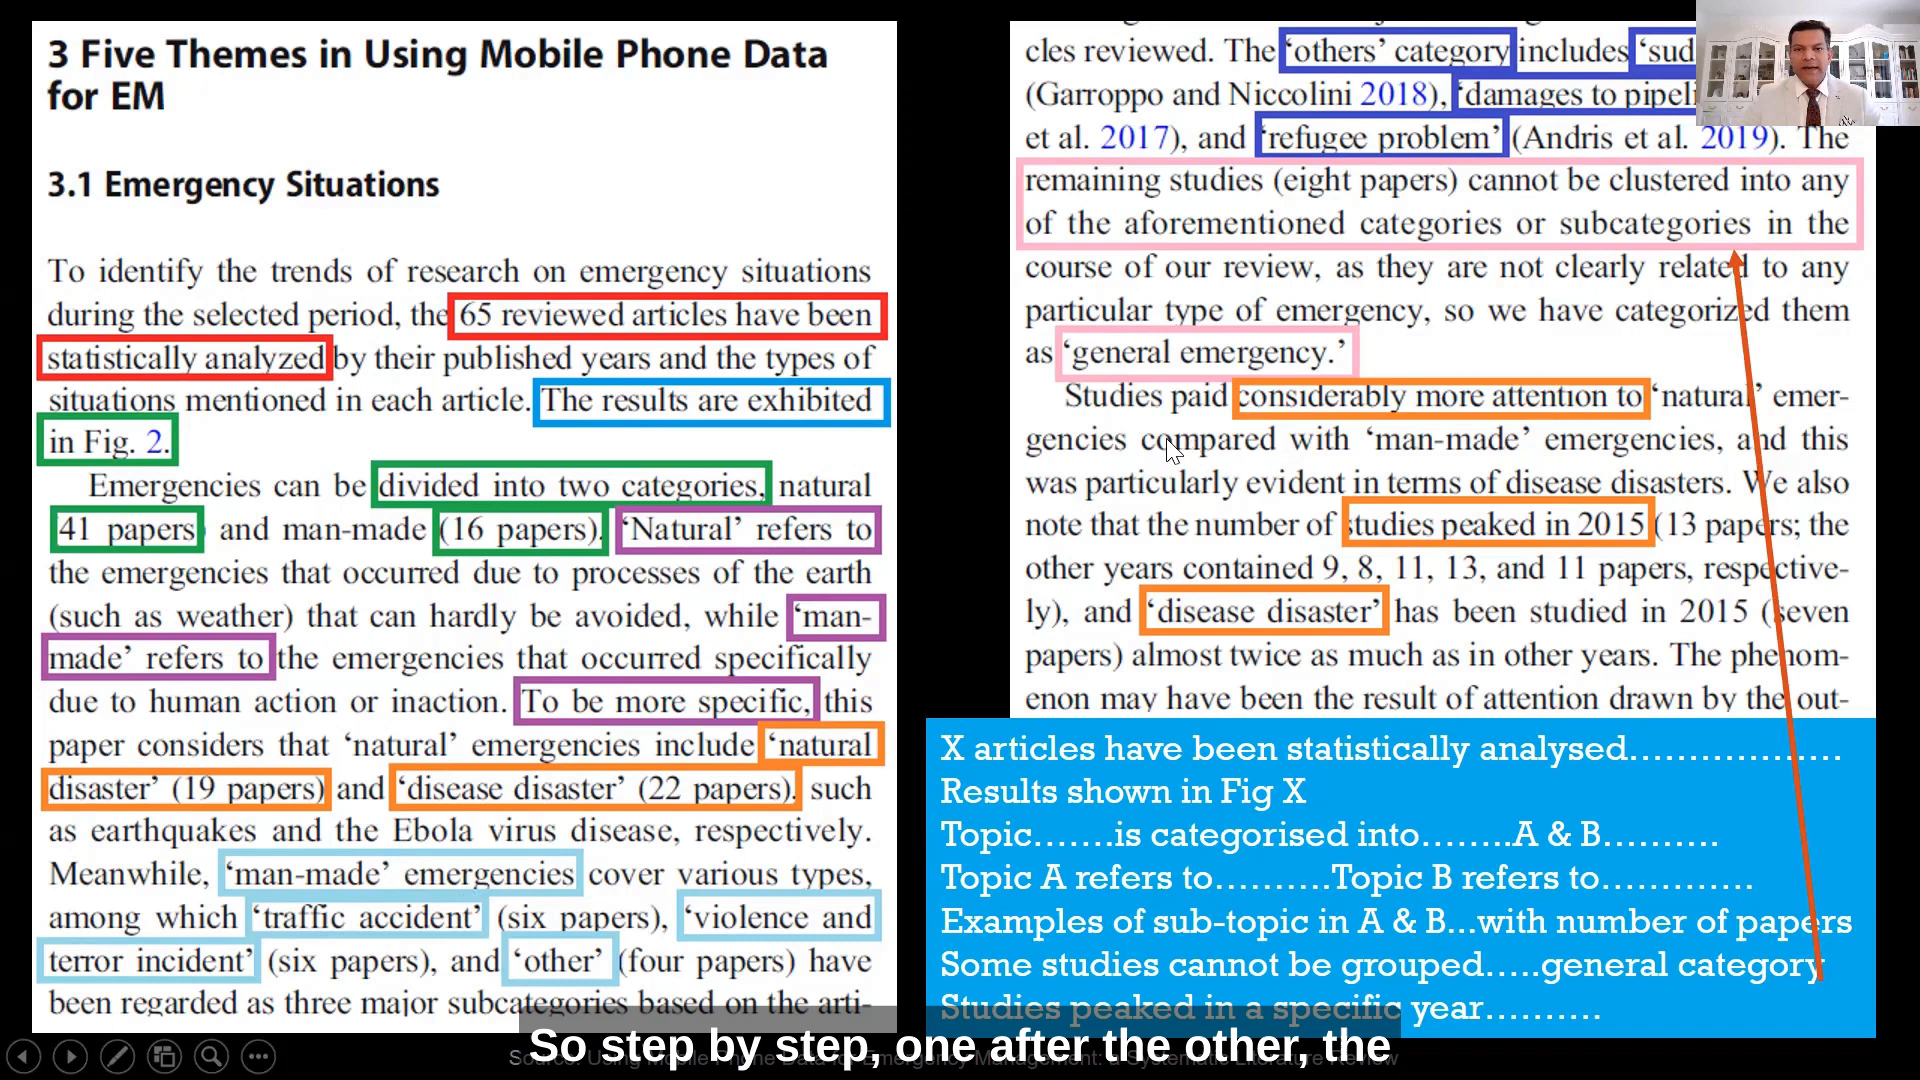 3 Five Themes in Using Mobile Phone Data
for EM
3.1 Emergency Situations
To identify the trends of research on emergency situations
during the selected period, the 65 reviewed articles have been
statistically analyzed by their published years and the types of
situations mentioned in each article. The results are exhibited
in Fig. 2.
Emergencies can be divided into two categories, natural
41 papers and man-made (16 papers). ‘Natural’ refers to
the emergencies that occurred due to processes of the earth
(such as weather) that can hardly be avoided, while ‘man-
made’ refers to the emergencies that occurred specifically
due to human action or inaction. To be more specific, this
paper considers that ‘natural’ emergencies include ‘natural
disaster’ (19 papers) and ‘disease disaster’ (22 papers), such
as earthquakes and the Ebola virus disease, respectively.
Meanwhile, ‘man-made’ emergencies cover various types,
among which ‘traffic accident’ (six papers), ‘violence and
terror incident’ (six papers), and ‘other’ (four papers) have
been regarded as three major subcategories based on the arti-
cles reviewed. The ‘others’ category includes ‘sud
(Garroppo and Niccolini 2018), ‘damages to pipeli
et al. 2017), and ‘refugee problem’ (Andris et al. 2019). The
remaining studies (eight papers) cannot be clustered into any
of the aforementioned categories or subcategories in the
course of our review, as they are not clearly related to any
particular type of emergency, so we have categorized them
as ‘general emergency.’
Studies paid considerably more attention to ‘natural’ emer-
gencies compared with ‘man-made’ emergencies, and this
was particularly evident in terms of disease disasters. We also
note that the number of studies peaked in 2015 (13 papers; the
other years contained 9, 8, 11, 13, and 11 papers, respective-
ly), and ‘disease disaster’ has been studied in 2015 (seven
papers) almost twice as much as in other years. The phenom-
enon may have been the result of attention drawn by the out-
X articles have been statistically analysed..................
Results shown in Fig X
Topic.......is categorised into........A & B..........
Topic A refers to..........Topic B refers to.............
Examples of sub-topic in A & B...with number of papers
Some studies cannot be grouped.....general category
Studies peaked in a specific year..........
So step by step, one after the other, the
Source: Using Mobile Phone Data for Emergency Management: a Systematic Literature Review